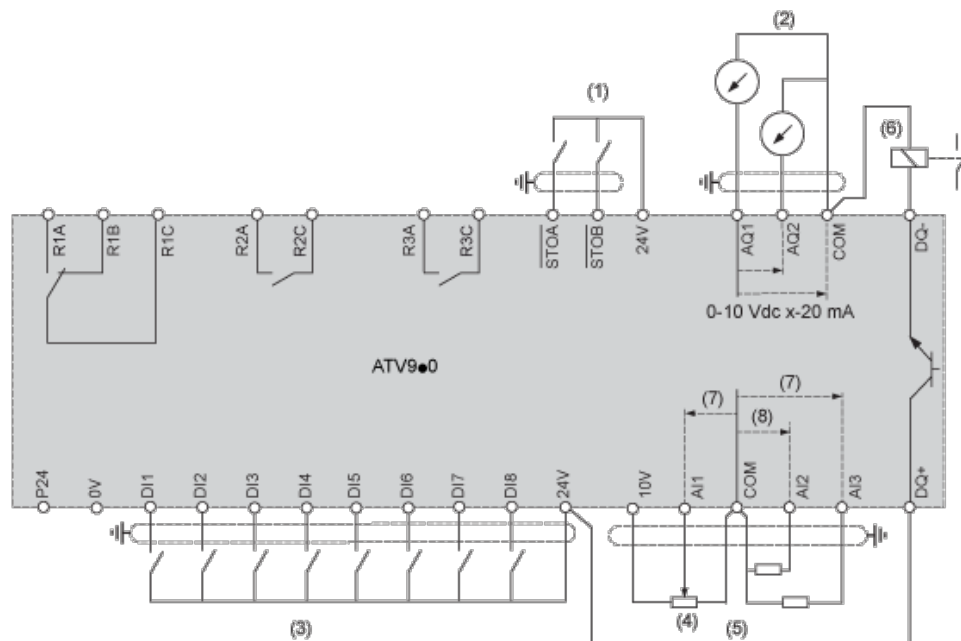 (2)
(1)
(6)
R1A
R1B
R1C
R2A
R2C
R3A
R3C
STOA
STOB
24V
AQ1
AQ2
COM
DQ-
0-10 Vdc x-20 mA
ATV9●0
(7)
(7)
(8)
P24
0V
DI1
DI2
DI3
DI4
DI5
DI6
DI7
DI8
24V
10V
AI1
COM
AI2
AI3
DQ+
(3)
(4)
(5)